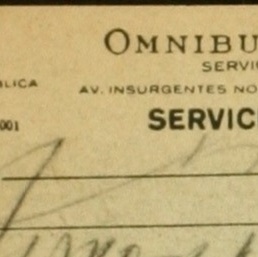 OMNIBU
SERVI
BLICA
AV. INSURGENTES NO
001
SERVIC